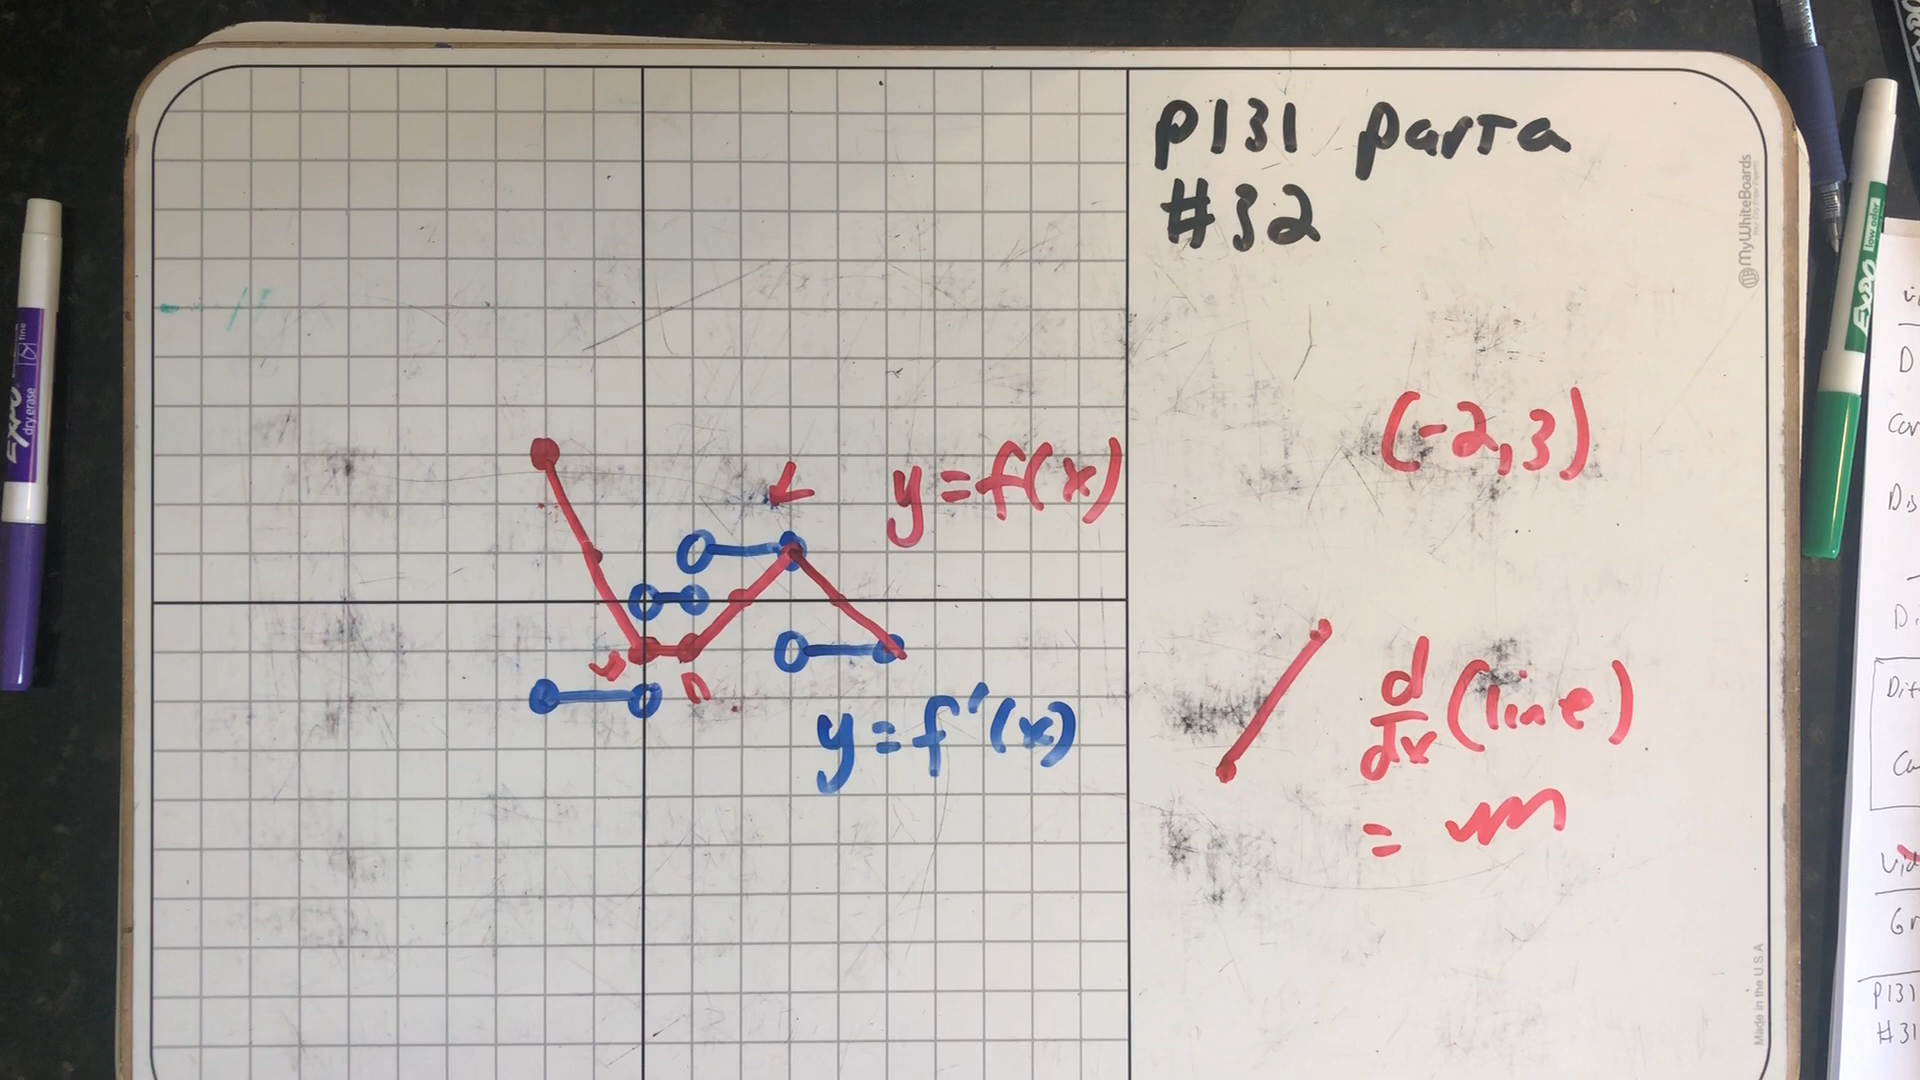 P131 parta
#32
MyWhiteBoards
(-2,3)
y=f(x)
y=f'(x)
d/dx (line)
= m
Made in the U.S.A
EXPO
dry erase
fine
EXPO
low odor
D
Dis
D
P131
#31